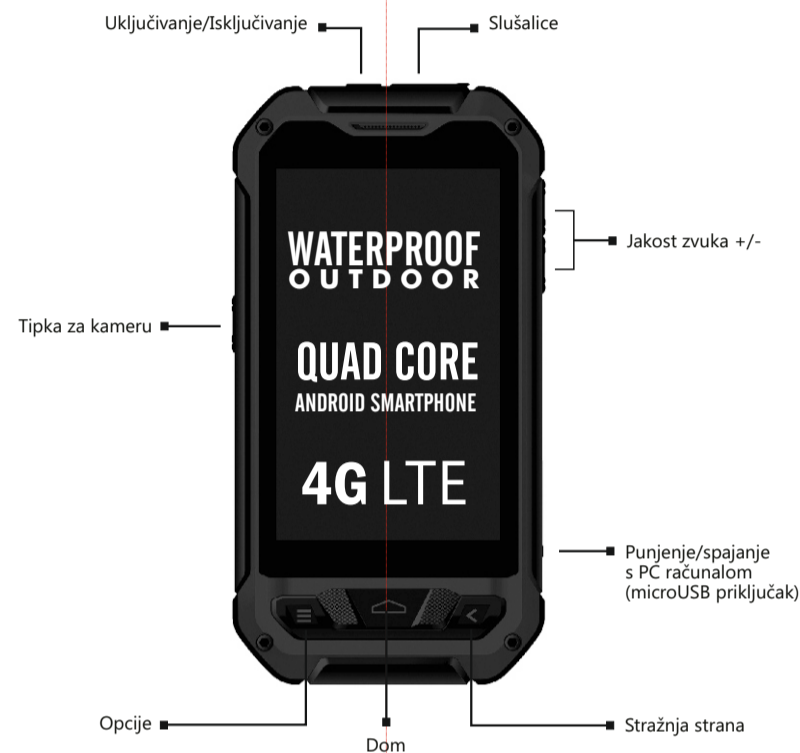 Uključivanje/Isključivanje
Slušalice
WATERPROOF
OUTDOOR
Jakost zvuka +/-
Tipka za kameru
QUAD CORE
ANDROID SMARTPHONE
4G LTE
Punjenje/spajanje
s PC računalom
(microUSB priključak)
Opcije
Dom
Stražnja strana